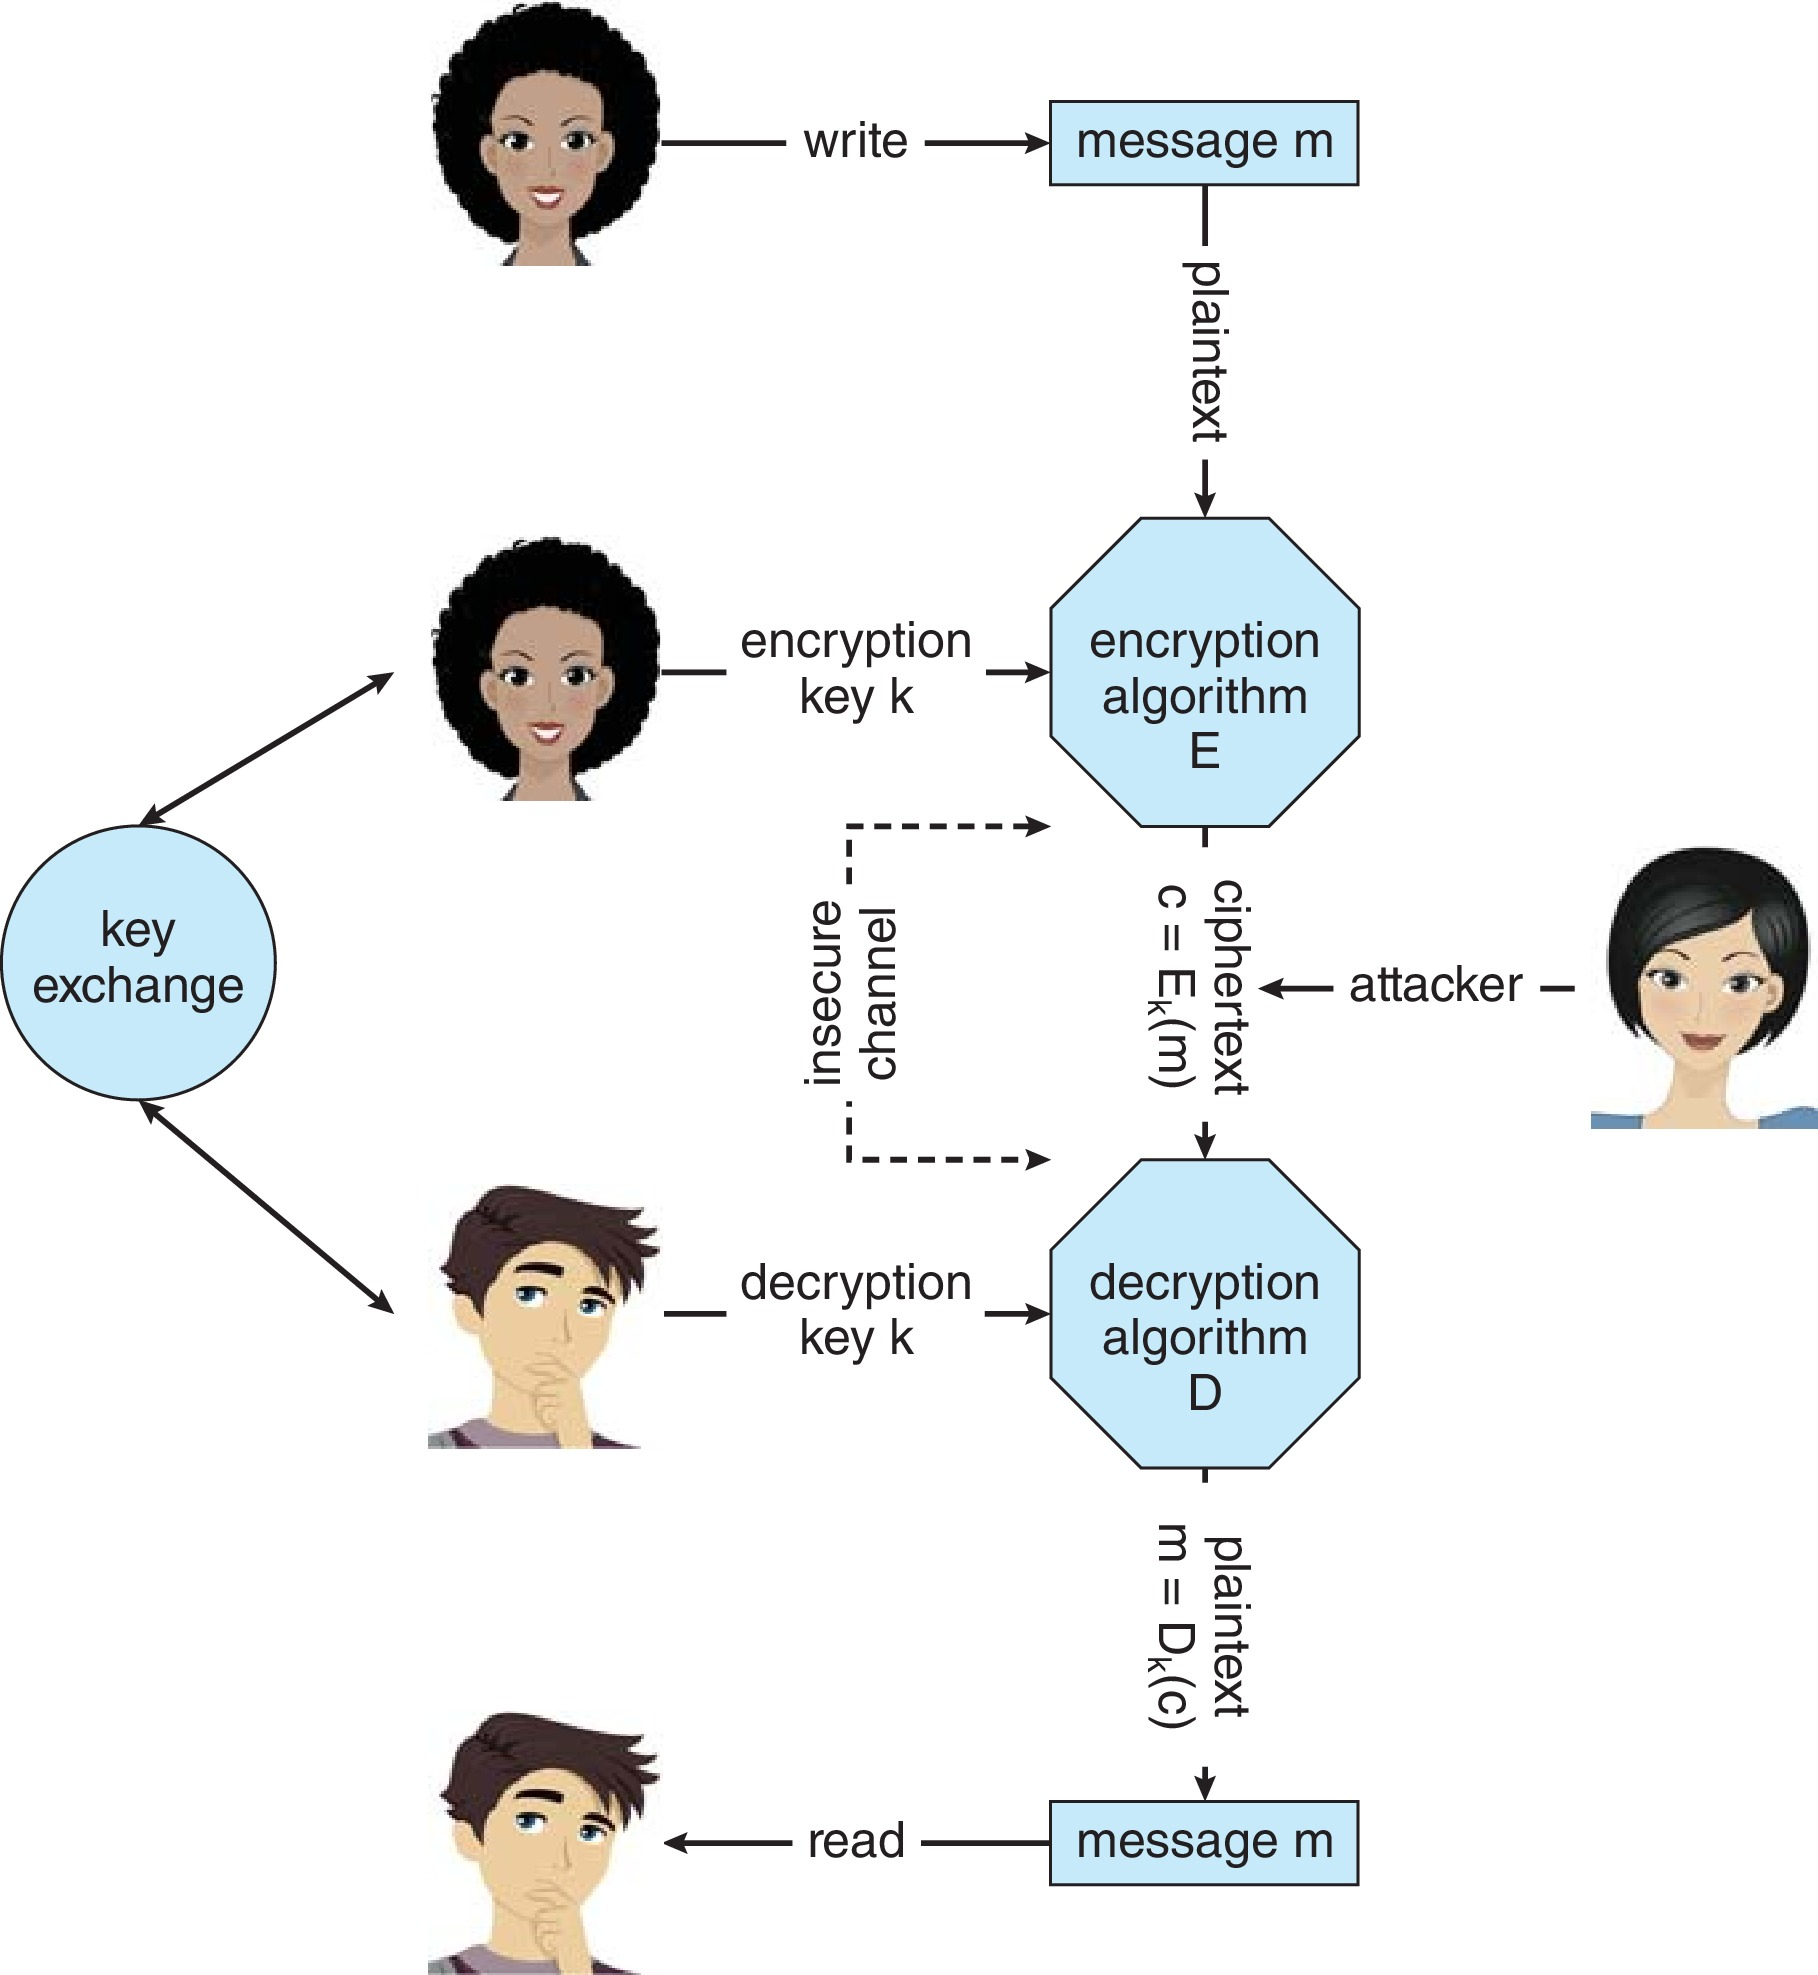 write
message m
plaintext
encryption
key k
encryption
algorithm
E
key
exchange
insecure
channel
ciphertext
c = Eₖ(m)
attacker
decryption
key k
decryption
algorithm
D
plaintext
m = Dₖ(c)
read
message m